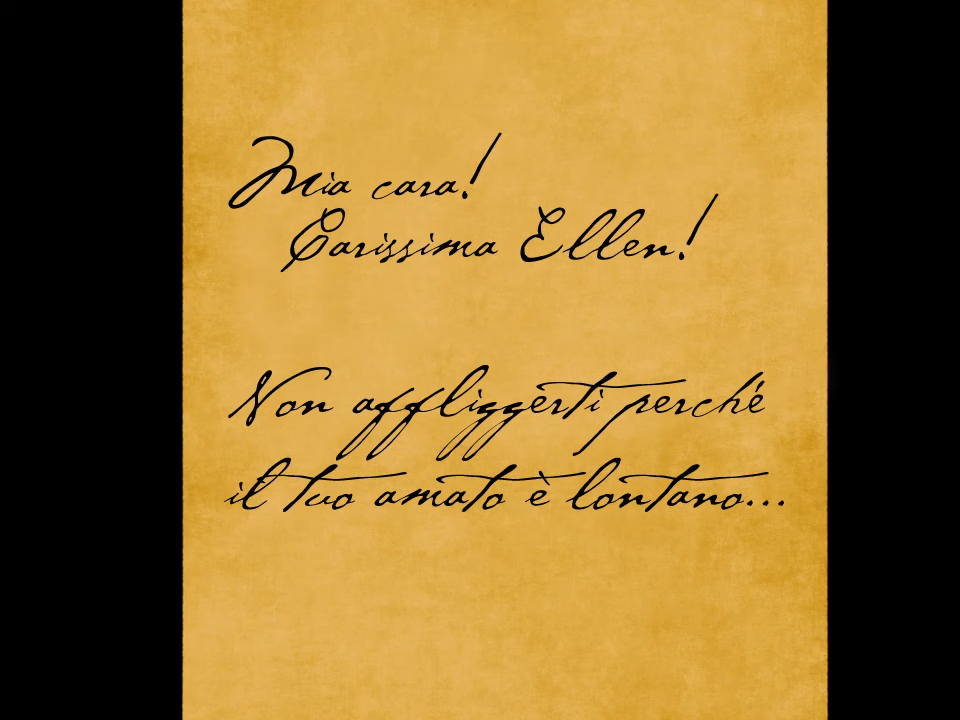 Mia cara!
Carissima Ellen!
Non affliggerti perché
il tuo amato è lontano...